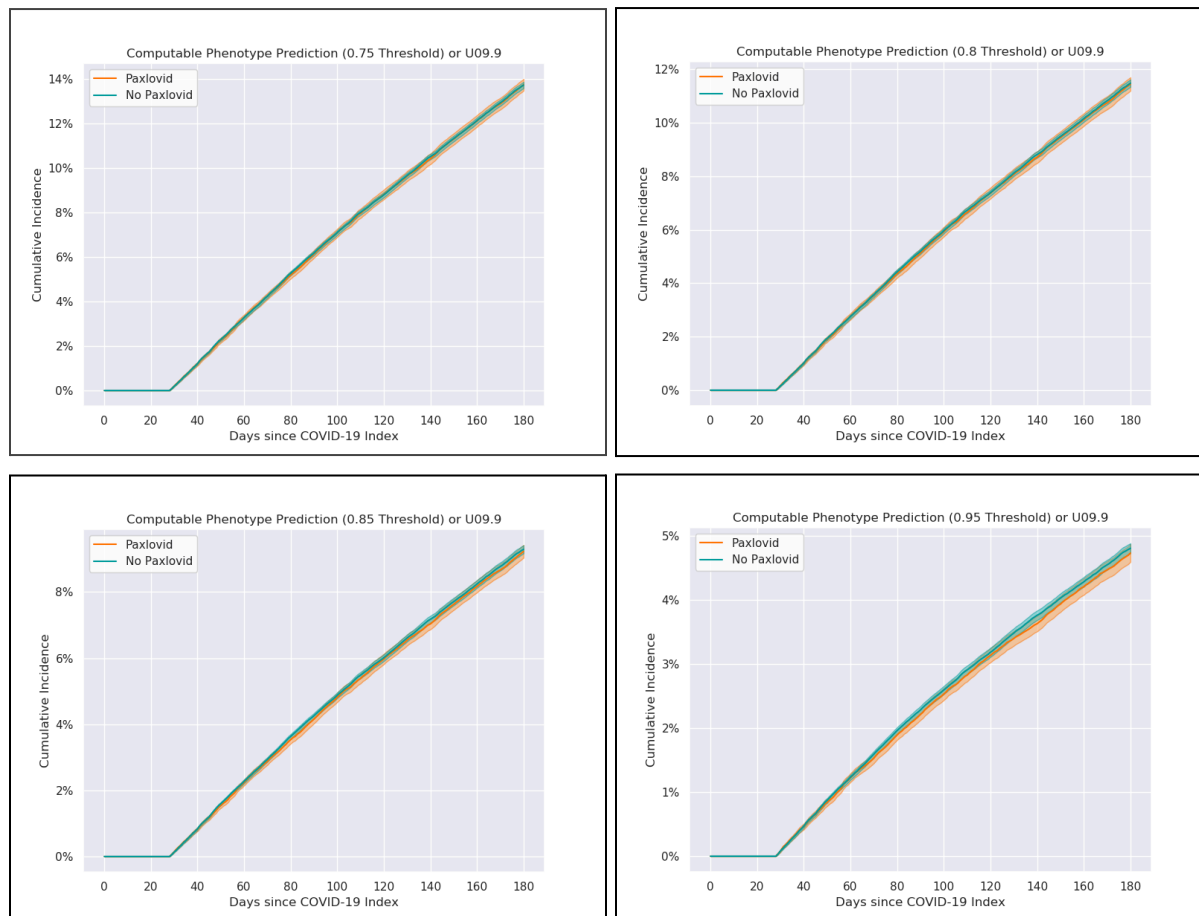 Computable Phenotype Prediction (0.75 Threshold) or U09.9
Paxlovid
No Paxlovid
14%
12%
10%
8%
6%
4%
2%
0%
Cumulative Incidence
0 20 40 60 80 100 120 140 160 180
Days since COVID-19 Index
Computable Phenotype Prediction (0.8 Threshold) or U09.9
Paxlovid
No Paxlovid
12%
10%
8%
6%
4%
2%
0%
Cumulative Incidence
0 20 40 60 80 100 120 140 160 180
Days since COVID-19 Index
Computable Phenotype Prediction (0.85 Threshold) or U09.9
Paxlovid
No Paxlovid
8%
6%
4%
2%
0%
Cumulative Incidence
0 20 40 60 80 100 120 140 160 180
Days since COVID-19 Index
Computable Phenotype Prediction (0.95 Threshold) or U09.9
Paxlovid
No Paxlovid
5%
4%
3%
2%
1%
0%
Cumulative Incidence
0 20 40 60 80 100 120 140 160 180
Days since COVID-19 Index